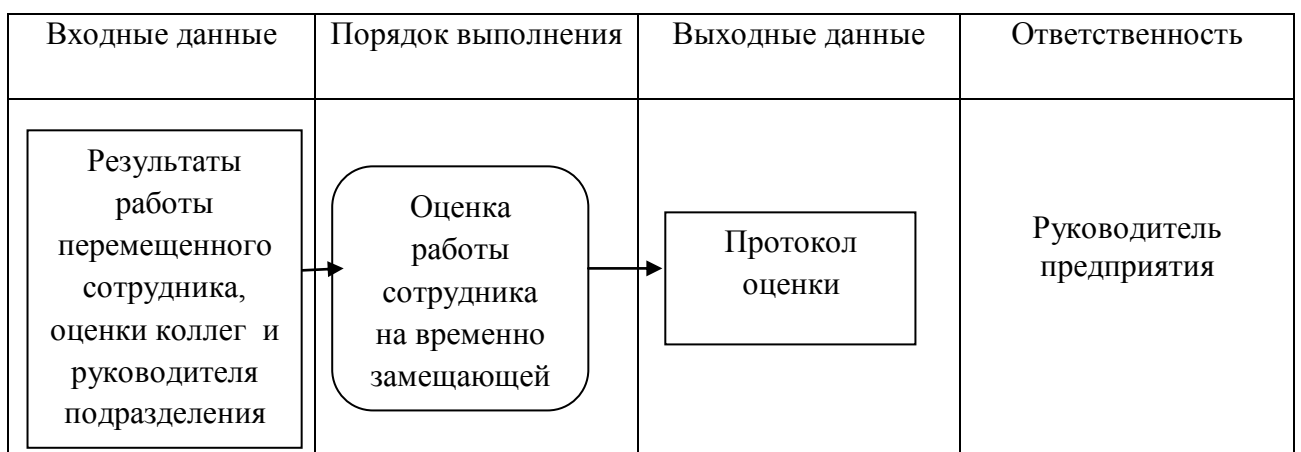 Входные данные
Порядок выполнения
Выходные данные
Ответственность
Результаты
работы
перемещенного
сотрудника,
оценки коллег и
руководителя
подразделения
Оценка
работы
сотрудника
на временно
замещающей
Протокол
оценки
Руководитель
предприятия